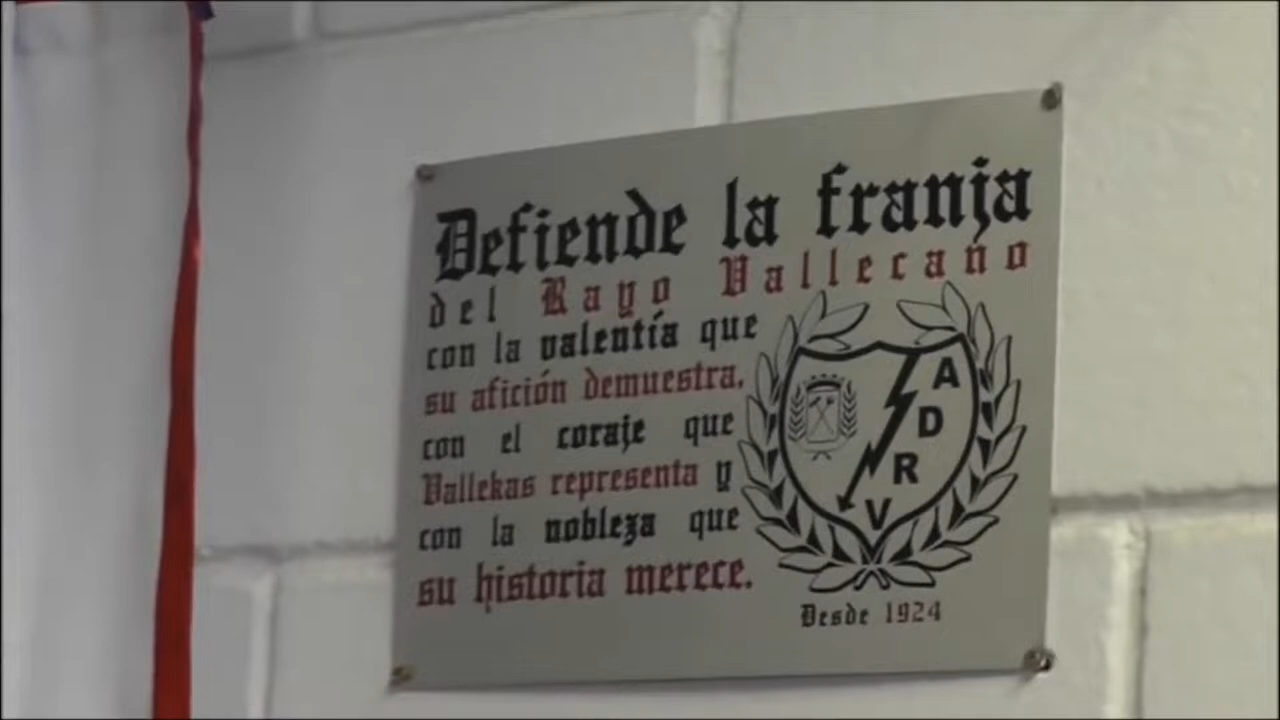 Defiende la franja
del Rayo Vallecano
con la valentía que
su afición demuestra,
con el coraje que
Vallekas representa y
con la nobleza que
su historia merece.
A
D
R
V
Desde 1924